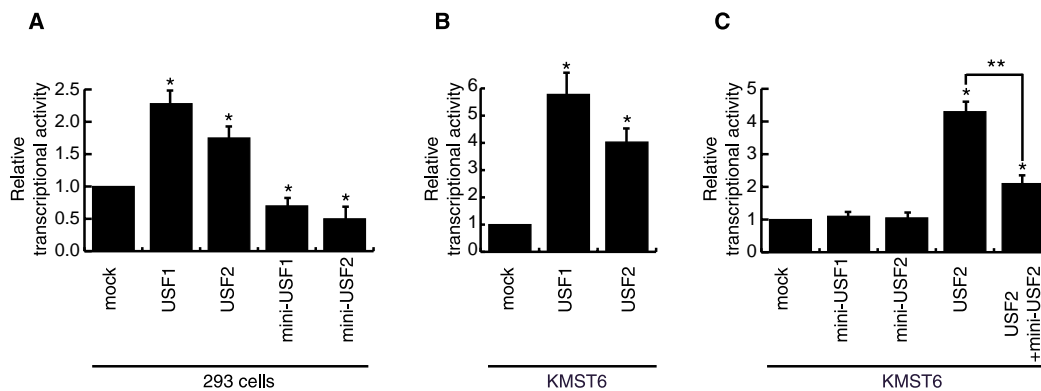 A
Relative
transcriptional activity
2.5
2.0
1.5
1.0
0.5
0.0
*
*
*
*
mock
USF1
USF2
mini-USF1
mini-USF2
293 cells
B
Relative
transcriptional activity
6
5
4
3
2
1
0
*
*
mock
USF1
USF2
KMST6
C
Relative
transcriptional activity
5
4
3
2
1
0
**
*
*
mock
mini-USF1
mini-USF2
USF2
USF2
+mini-USF2
KMST6